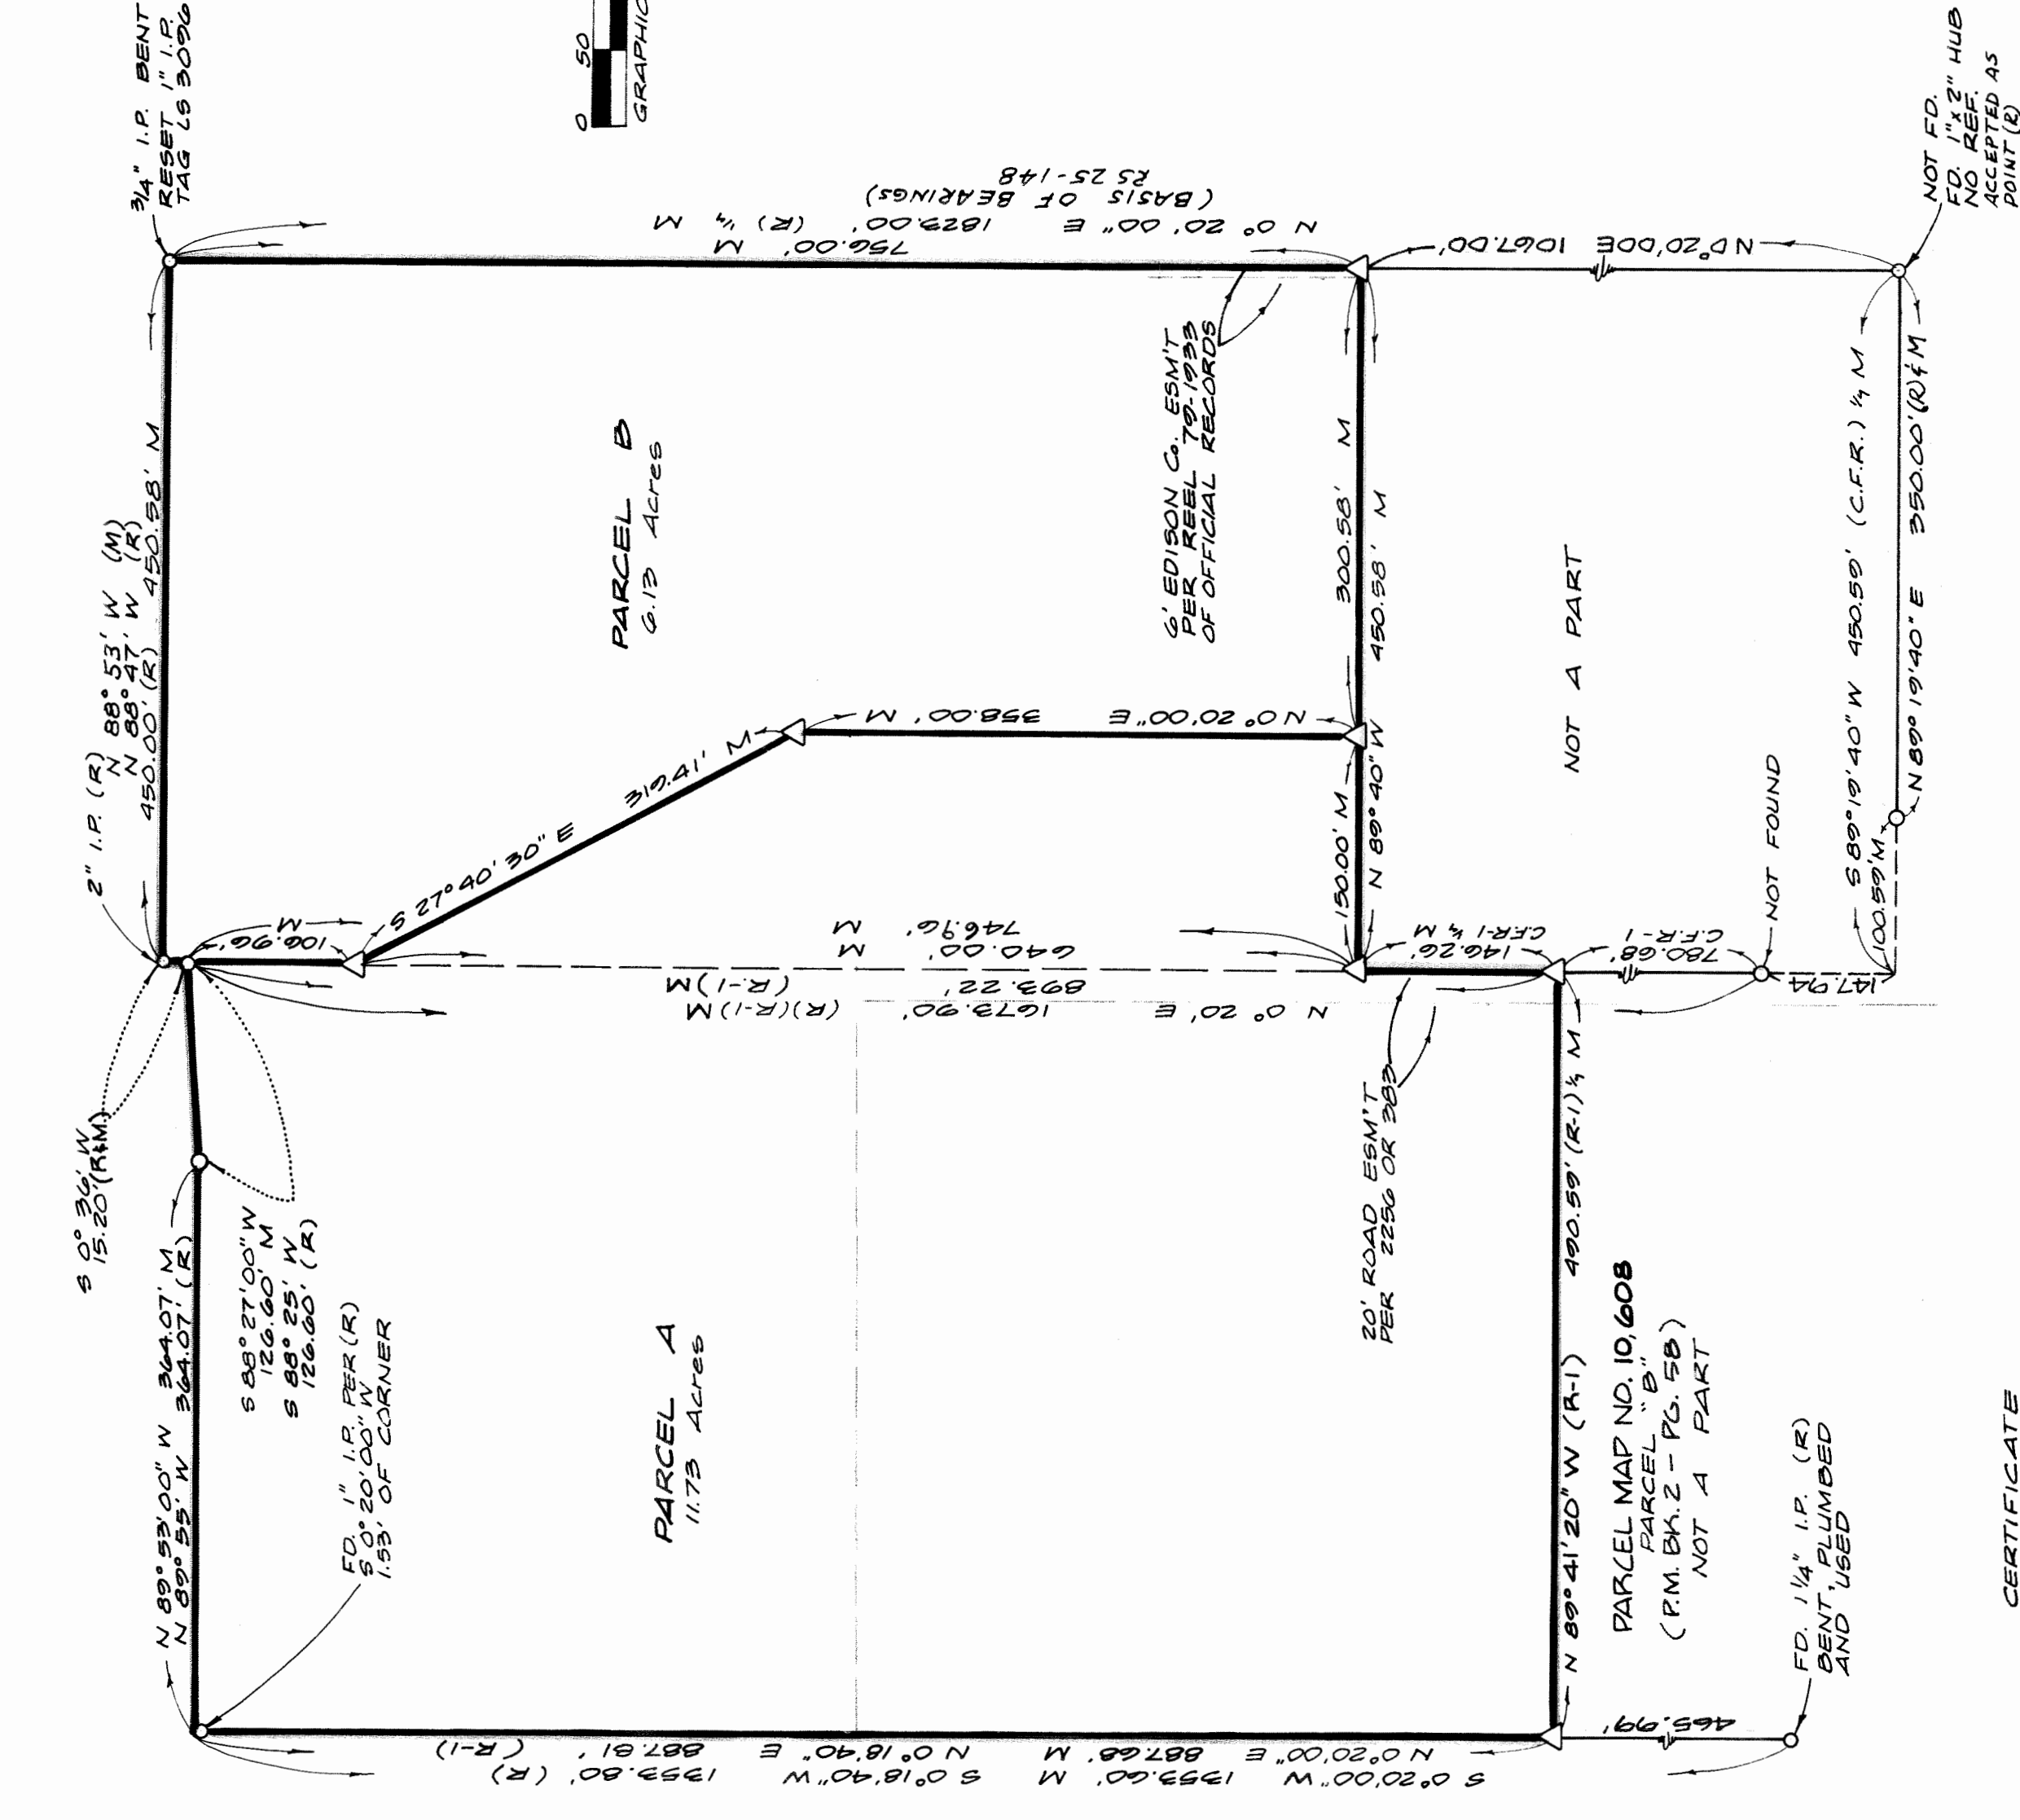 3/4" I.P. BENT
RESET 1" I.P.
TAG LS 3096
0 50
GRAPHIC
2" I.P. (R)
N 88° 53' W (M)
N 88° 47' W (R)
450.00' (R) 450.58' M
RS 25-148
(BASIS OF BEARINGS)
N 0° 20' 00" E 1823.00' (R) & M
756.00' M
PARCEL B
6.13 Acres
6' EDISON Co. ESM'T
PER REEL 79-1933
OF OFFICIAL RECORDS
N 0° 20' 00E 1067.00'
NOT FD.
FD. 1"x 2" HUB
NO REF.
ACCEPTED AS
POINT (R)
300.58' M
150.00' M
N 89° 40" W 450.58' M
N 0° 20' 00" E 358.00' M
S 27° 40' 30" E 319.41' M
106.96' M
640.00' M
746.96' M
893.22' (R-1) M
N 0° 20' E 1673.90' (R)(R-1) M
146.26'
C.F.R-1 & M
780.68'
C.F.R-1
NOT A PART
NOT FOUND
147.94
100.59' M
S 89° 19' 40" W 450.59' (C.F.R.) & M
N 89° 19' 40" E 350.00' (R) & M
S 0° 36' W
15.20' (R&M)
N 89° 53' 00" W 364.07' M
N 89° 55' W 364.07' (R)
S 88° 27' 00" W
126.60' M
S 88° 25' W
126.60' (R)
FD. 1" I.P. PER (R)
S 0° 20' 00" W
1.53' OF CORNER
PARCEL A
11.73 Acres
20' ROAD ESM'T
PER 2256 OR 383
N 89° 41' 20" W (R-1) 490.59' (R-1) & M
PARCEL MAP NO. 10,608
PARCEL "B"
(P.M. BK. 2 - PG. 58)
NOT A PART
N 0° 20' 00" E 887.68' M N 0° 18' 40" E 887.81' (R-1)
S 0° 20' 00" W 1353.60' M S 0° 18' 40" W 1353.80' (R)
465.99'
FD. 1 1/4" I.P. (R)
BENT, PLUMBED
AND USED
CERTIFICATE